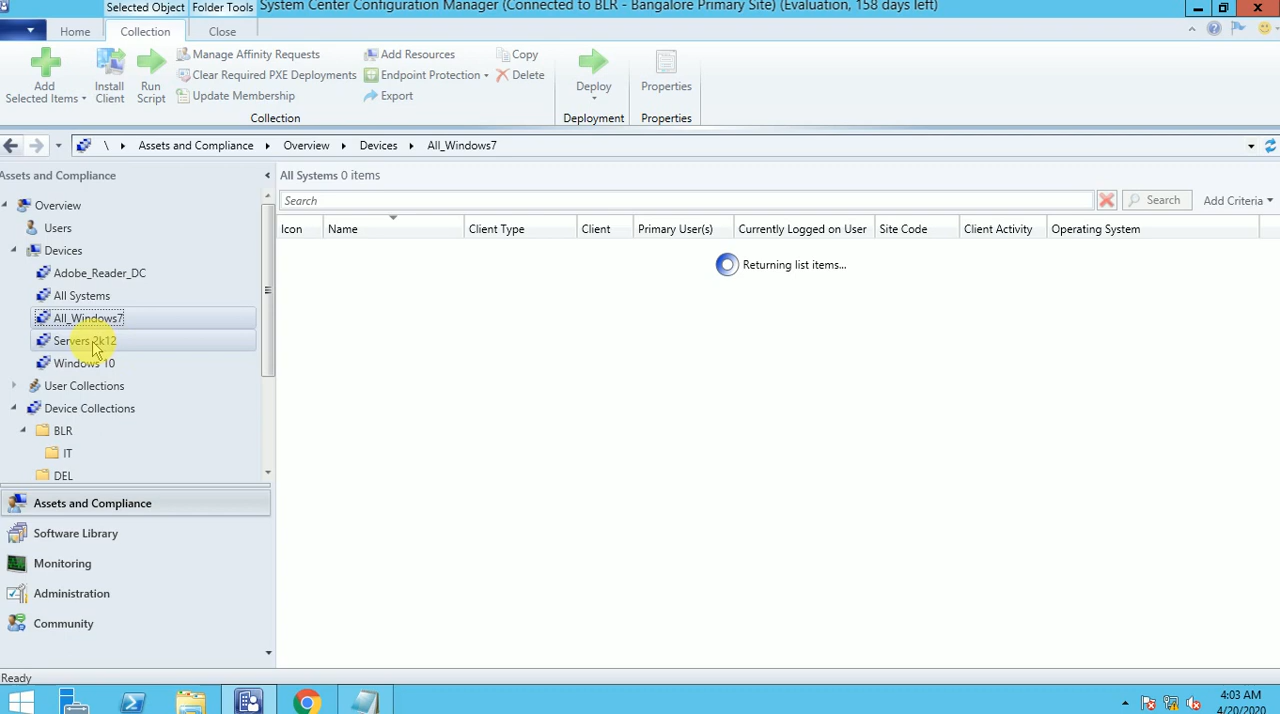 Selected Object
Folder Tools
System Center Configuration Manager (Connected to BLR - Bangalore Primary Site) (Evaluation, 158 days left)
Home
Collection
Close
Add
Selected Items
Install
Client
Run
Script
Manage Affinity Requests
Clear Required PXE Deployments
Update Membership
Add Resources
Endpoint Protection
Export
Copy
Delete
Collection
Deploy
Deployment
Properties
Properties
\ Assets and Compliance Overview Devices All_Windows7
Assets and Compliance
All Systems 0 items
Search
Search
Add Criteria
Icon Name Client Type Client Primary User(s) Currently Logged on User Site Code Client Activity Operating System
Returning list items...
Overview
Users
Devices
Adobe_Reader_DC
All Systems
All_Windows7
Servers 2k12
Windows 10
User Collections
Device Collections
BLR
IT
DEL
Assets and Compliance
Software Library
Monitoring
Administration
Community
Ready
4:03 AM
4/20/2020